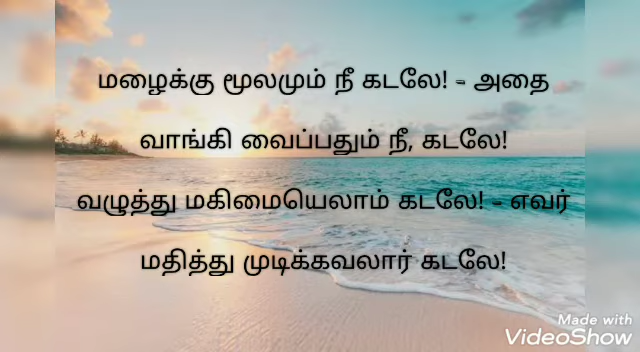 மழைக்கு மூலமும் நீ கடலே! - அதை
வாங்கி வைப்பதும் நீ, கடலே!
வழுத்து மகிமையெலாம் கடலே! - எவர்
மதித்து முடிக்கவலார் கடலே!
Made with
VideoShow